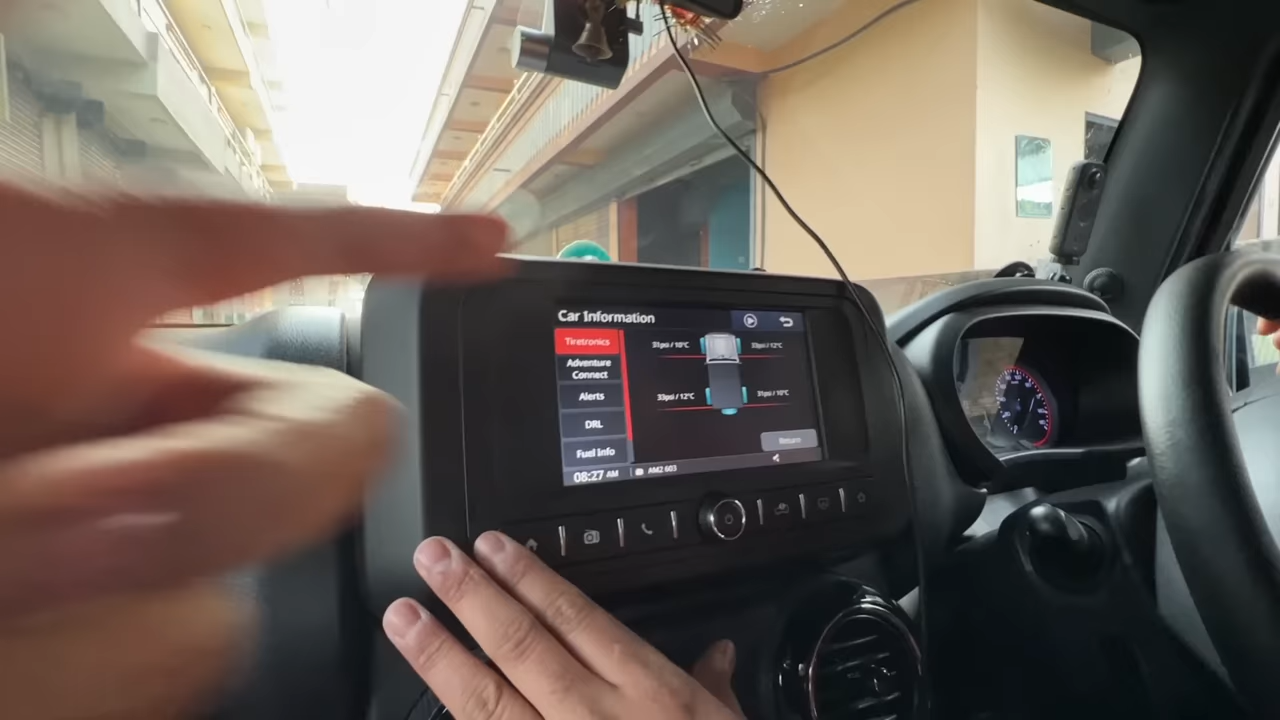 Car Information
Tiretronics
31psi / 10°C
33psi / 12°C
Adventure
Connect
Alerts
33psi / 12°C
31psi / 10°C
DRL
Return
Fuel Info
08:27 AM
AM2 603